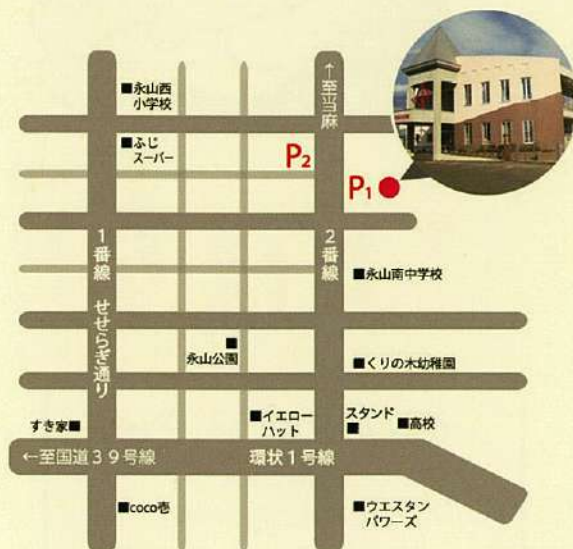 ■永山西
小学校
↑至当麻
■ふじ
スーパー
P2
P1
1番線 せせらぎ通り
2番線
■永山南中学校
■
永山公園
■くりの木幼稚園
すき家■
■イエロー
ハット
スタンド
■
■高校
←至国道39号線
環状1号線
■coco壱
■ウエスタン
パワーズ